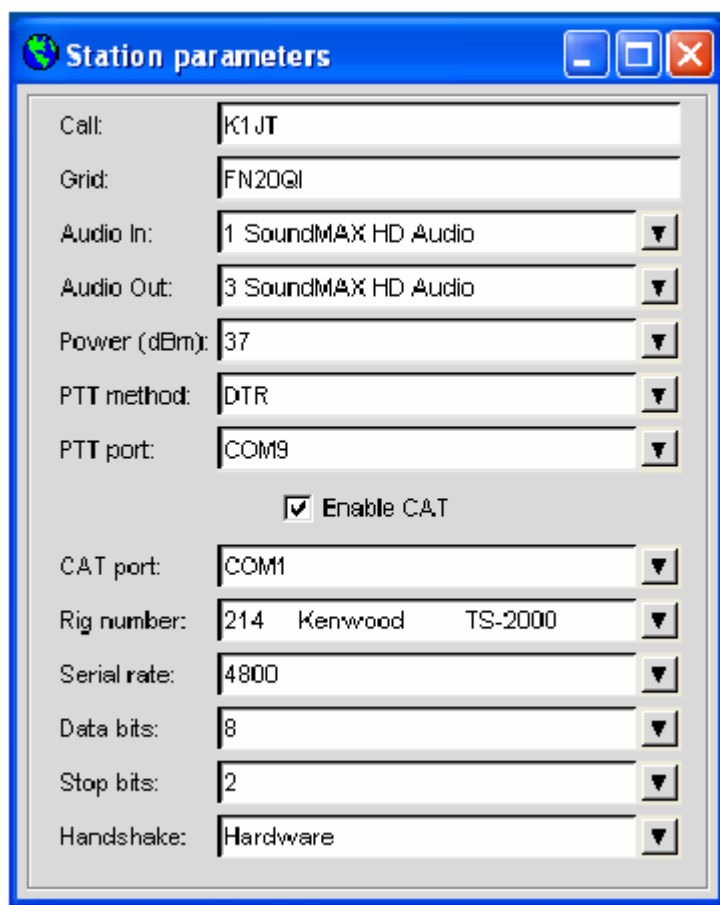 Station parameters
Call: K1JT
Grid: FN20QI
Audio In: 1 SoundMAX HD Audio
Audio Out: 3 SoundMAX HD Audio
Power (dBm): 37
PTT method: DTR
PTT port: COM9
Enable CAT
CAT port: COM1
Rig number: 214 Kenwood TS-2000
Serial rate: 4800
Data bits: 8
Stop bits: 2
Handshake: Hardware